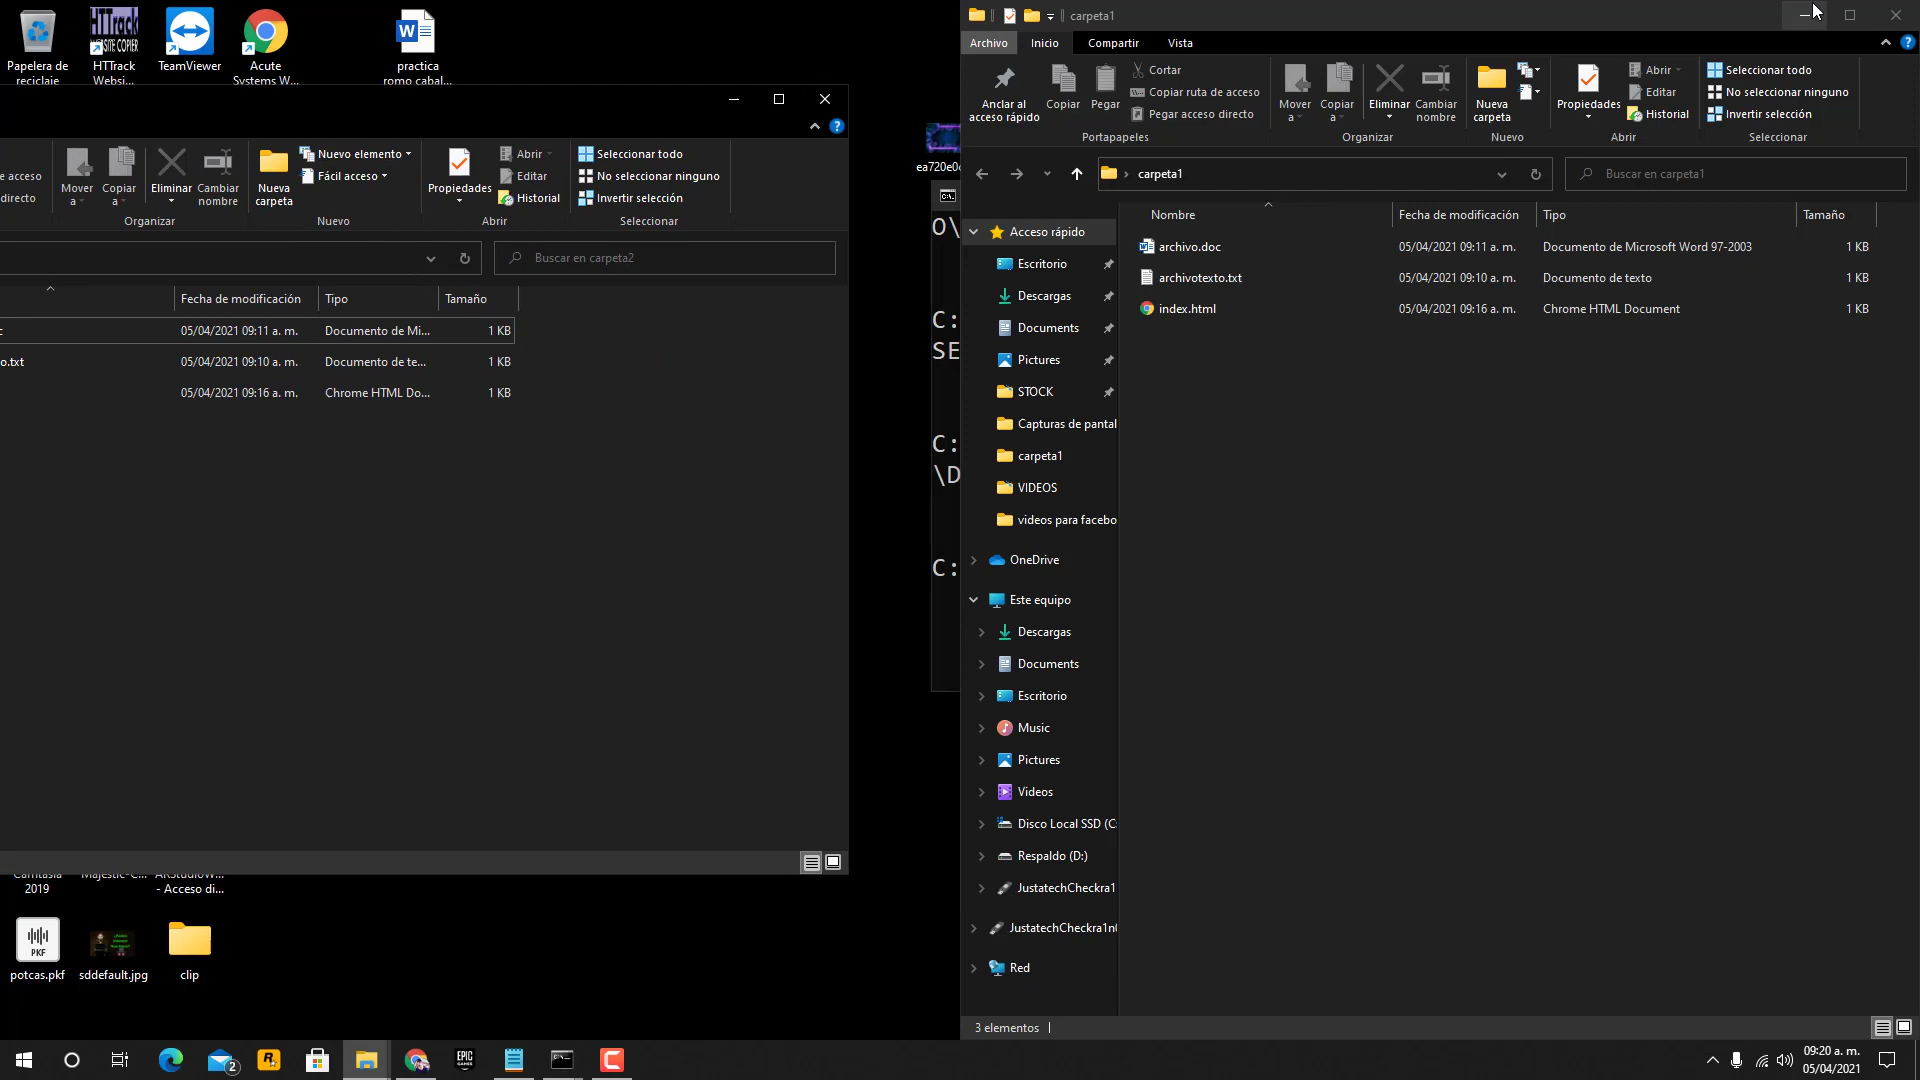 Papelera de
reciclaje
HTTrack
WEBSITE COPIER
HTTrack
Websi...
TeamViewer
Acute
Systems W...
practica
romo cabal...
Mover
a
Copiar
a
Eliminar
Cambiar
nombre
Organizar
Nueva
carpeta
Nuevo elemento
Fácil acceso
Nuevo
Propiedades
Abrir
Editar
Historial
Abrir
Seleccionar todo
No seleccionar ninguno
Invertir selección
Seleccionar
acceso
directo
Buscar en carpeta2
Fecha de modificación
Tipo
Tamaño
05/04/2021 09:11 a. m.
Documento de Mi...
1 KB
o.txt
05/04/2021 09:10 a. m.
Documento de te...
1 KB
05/04/2021 09:16 a. m.
Chrome HTML Do...
1 KB
2019
- Acceso di...
PKF
potcas.pkf
sddefault.jpg
clip
ea720e0c
O\
C:
SE
C:
\D
C:
carpeta1
Archivo
Inicio
Compartir
Vista
Anclar al
acceso rápido
Copiar
Pegar
Cortar
Copiar ruta de acceso
Pegar acceso directo
Portapapeles
Mover
a
Copiar
a
Eliminar
Cambiar
nombre
Organizar
Nueva
carpeta
Nuevo
Propiedades
Abrir
Editar
Historial
Abrir
Seleccionar todo
No seleccionar ninguno
Invertir selección
Seleccionar
carpeta1
Buscar en carpeta1
Nombre
Fecha de modificación
Tipo
Tamaño
archivo.doc
05/04/2021 09:11 a. m.
Documento de Microsoft Word 97-2003
1 KB
archivotexto.txt
05/04/2021 09:10 a. m.
Documento de texto
1 KB
index.html
05/04/2021 09:16 a. m.
Chrome HTML Document
1 KB
Acceso rápido
Escritorio
Descargas
Documents
Pictures
STOCK
Capturas de pantal
carpeta1
VIDEOS
videos para facebo
OneDrive
Este equipo
Descargas
Documents
Escritorio
Music
Pictures
Videos
Disco Local SSD (C:
Respaldo (D:)
JustatechCheckra1
JustatechCheckra1n(
Red
3 elementos
2
EPIC
GAMES
09:20 a. m.
05/04/2021